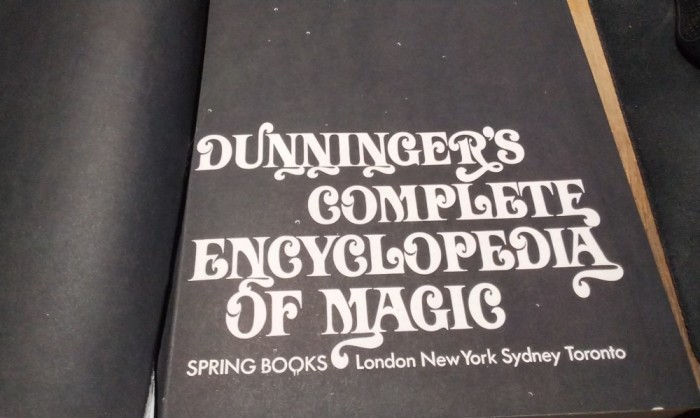 DUNNINGER'S
COMPLETE
ENCYCLOPEDIA
OF MAGIC
SPRING BOOKS London New York Sydney Toronto